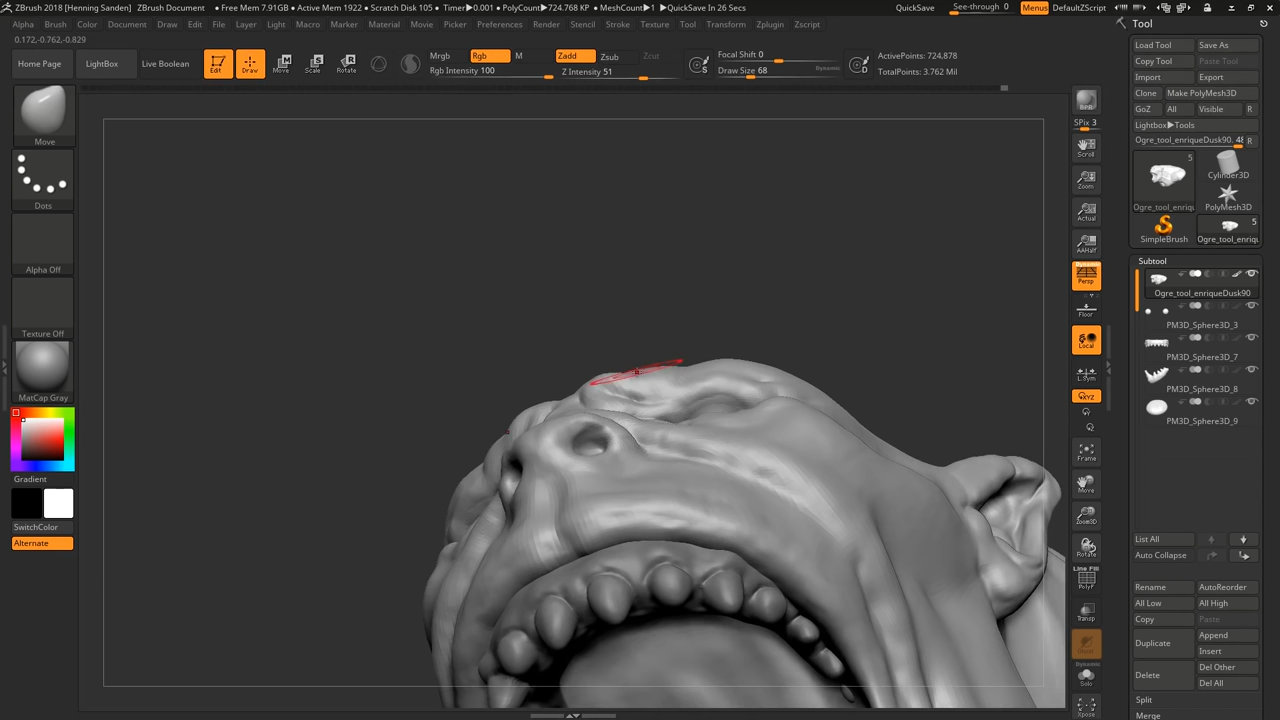 ZBrush 2018 [Henning Sanden] ZBrush Document • Free Mem 7.91GB • Active Mem 1922 • Scratch Disk 105 • Timer▶0.001 • PolyCount▶724.768 KP • MeshCount▶1 • QuickSave In 26 Secs QuickSave See-through 0 Menus DefaultZScript
Alpha Brush Color Document Draw Edit File Layer Light Macro Marker Material Movie Picker Preferences Render Stencil Stroke Texture Tool Transform Zplugin Zscript
0.172,-0.762,-0.829
Home Page LightBox Live Boolean
Edit Draw Move Scale Rotate
Mrgb Rgb M Zadd Zsub Zcut
Rgb Intensity 100 Z Intensity 51
Focal Shift 0
Draw Size 68 Dynamic
ActivePoints: 724.878
TotalPoints: 3.762 Mil
Move
Dots
Alpha Off
Texture Off
MatCap Gray
Gradient
SwitchColor
Alternate
BPR
SPix 3
Scroll
Zoom
Actual
AAHalf
Dynamic
Persp
Floor
Local
L.Sym
XYZ
Frame
Move
Zoom3D
Rotate
Line Fill
PolyF
Transp
Dynamic
Solo
Xpose
Tool
Load Tool Save As
Copy Tool Paste Tool
Import Export
Clone Make PolyMesh3D
GoZ All Visible R
Lightbox▶Tools
Ogre_tool_enriqueDusk90. 48 R
5
Ogre_tool_enriqu
Cylinder3D
PolyMesh3D
SimpleBrush
5
Ogre_tool_enriqu
Subtool
Ogre_tool_enriqueDusk90
PM3D_Sphere3D_3
PM3D_Sphere3D_7
PM3D_Sphere3D_8
PM3D_Sphere3D_9
List All
Auto Collapse
Rename AutoReorder
All Low All High
Copy Paste
Duplicate Append
Insert
Delete Del Other
Del All
Split
Merge